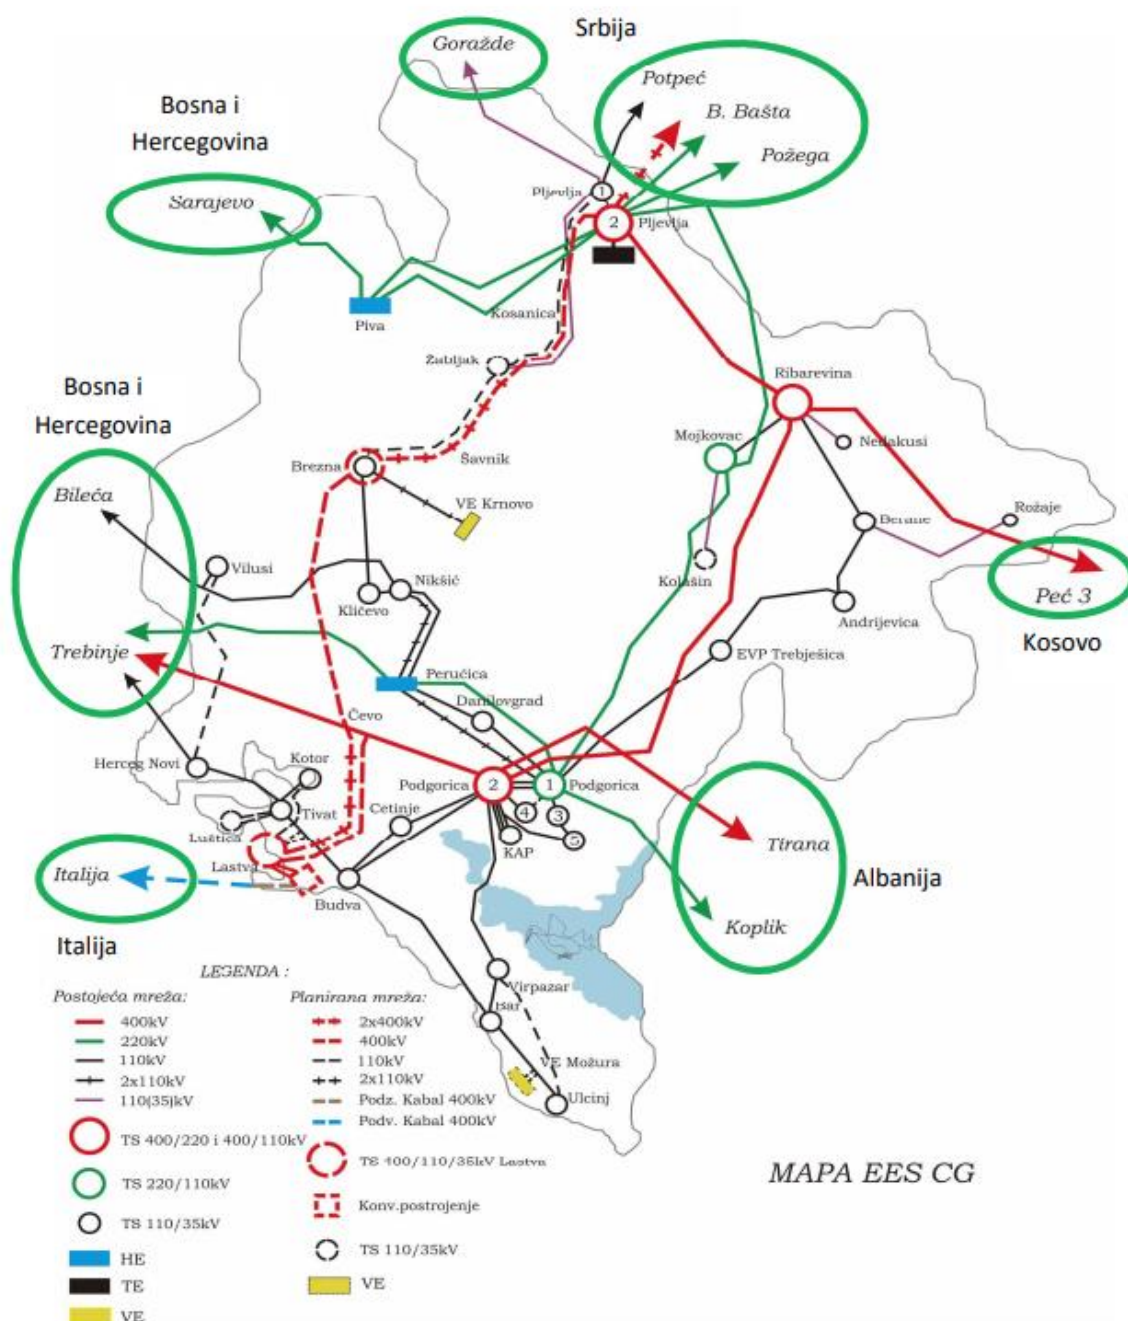 Srbija
Goražde
Potpeć
B. Bašta
Požega
Bosna i
Hercegovina
Sarajevo
Pljevlja
1
2
Pljevlja
Piva
Kosanica
Žabljak
Ribarevina
Bosna i
Hercegovina
Mojkovac
Nedakusi
Brezna
Šavnik
Bileća
VE Krnovo
Rožaje
Berane
Vilusi
Kolašin
Nikšić
Kličevo
Peć 3
Andrijevica
Kosovo
Trebinje
EVP Trebješica
Perućica
Danilovgrad
Čevo
Herceg Novi
Kotor
Podgorica
2
1
Podgorica
Tivat
Cetinje
4
3
5
Luštica
KAP
Tirana
Lastva
Italija
Albanija
Budva
Koplik
Italija
Virpazar
Bar
VE Možura
Ulcinj
LEGENDA :
Postojeća mreža:
400kV
220kV
110kV
2x110kV
110(35)kV
TS 400/220 i 400/110kV
TS 220/110kV
TS 110/35kV
HE
TE
VE
Planirana mreža:
2x400kV
400kV
110kV
2x110kV
Podz. Kabal 400kV
Podv. Kabal 400kV
TS 400/110/35kV Lastva
Konv.postrojenje
TS 110/35kV
VE
MAPA EES CG